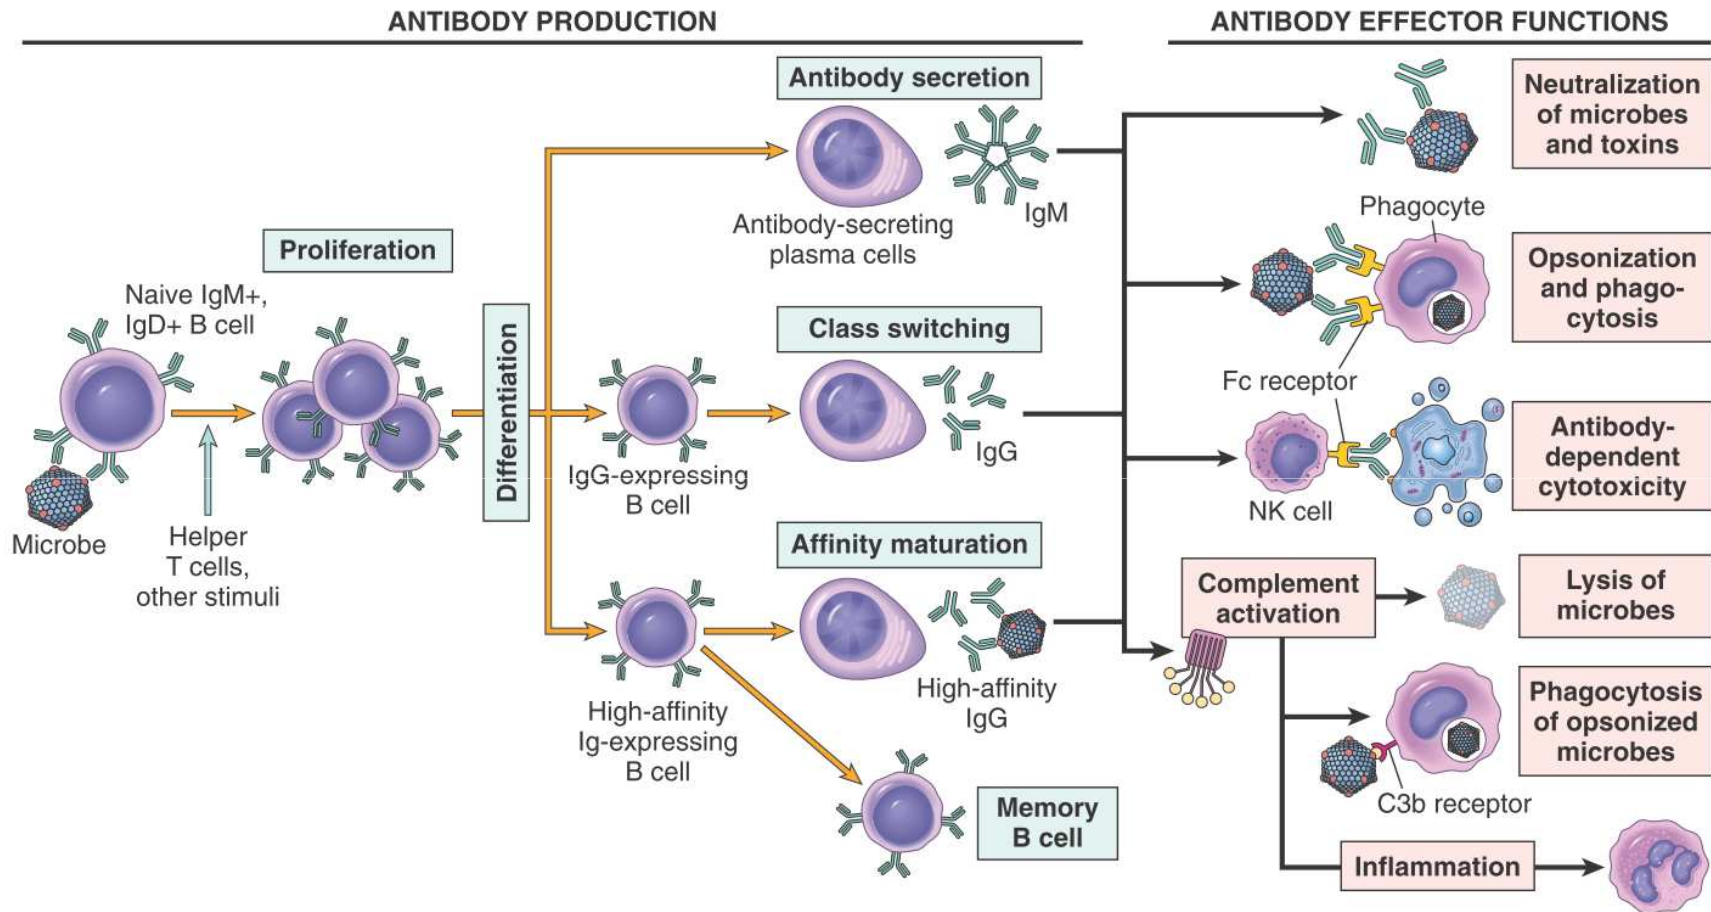 ANTIBODY PRODUCTION
ANTIBODY EFFECTOR FUNCTIONS
Antibody secretion
IgM
Antibody-secreting
plasma cells
Proliferation
Naive IgM+,
IgD+ B cell
Microbe
Helper
T cells,
other stimuli
Differentiation
Class switching
IgG-expressing
B cell
IgG
Affinity maturation
High-affinity
IgG
High-affinity
Ig-expressing
B cell
Memory
B cell
Neutralization
of microbes
and toxins
Phagocyte
Opsonization
and phago-
cytosis
Fc receptor
NK cell
Antibody-
dependent
cytotoxicity
Complement
activation
Lysis of
microbes
Phagocytosis
of opsonized
microbes
C3b receptor
Inflammation